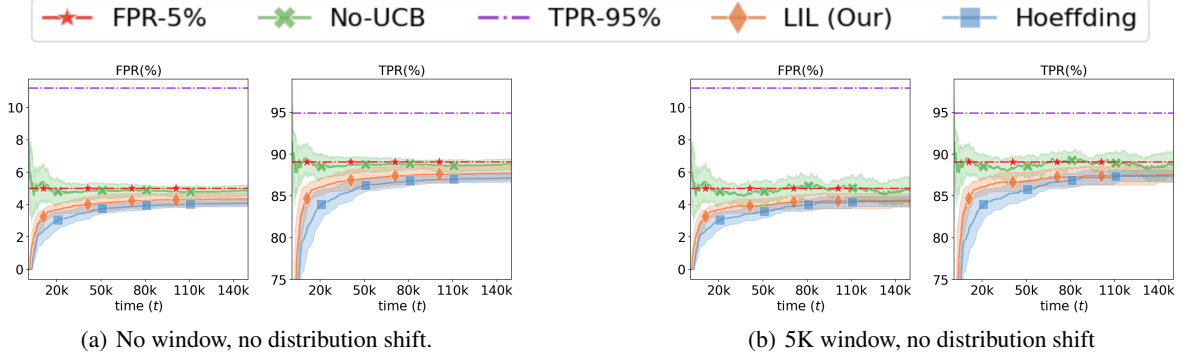 FPR-5% No-UCB TPR-95% LIL (Our) Hoeffding
FPR(%) TPR(%) FPR(%) TPR(%)
10 95 10 95
8 90 8 90
6 6
4 85 4 85
2 80 2 80
0 75 0 75
20k 50k 80k 110k 140k 20k 50k 80k 110k 140k 20k 50k 80k 110k 140k 20k 50k 80k 110k 140k
time (t) time (t) time (t) time (t)
(a) No window, no distribution shift. (b) 5K window, no distribution shift